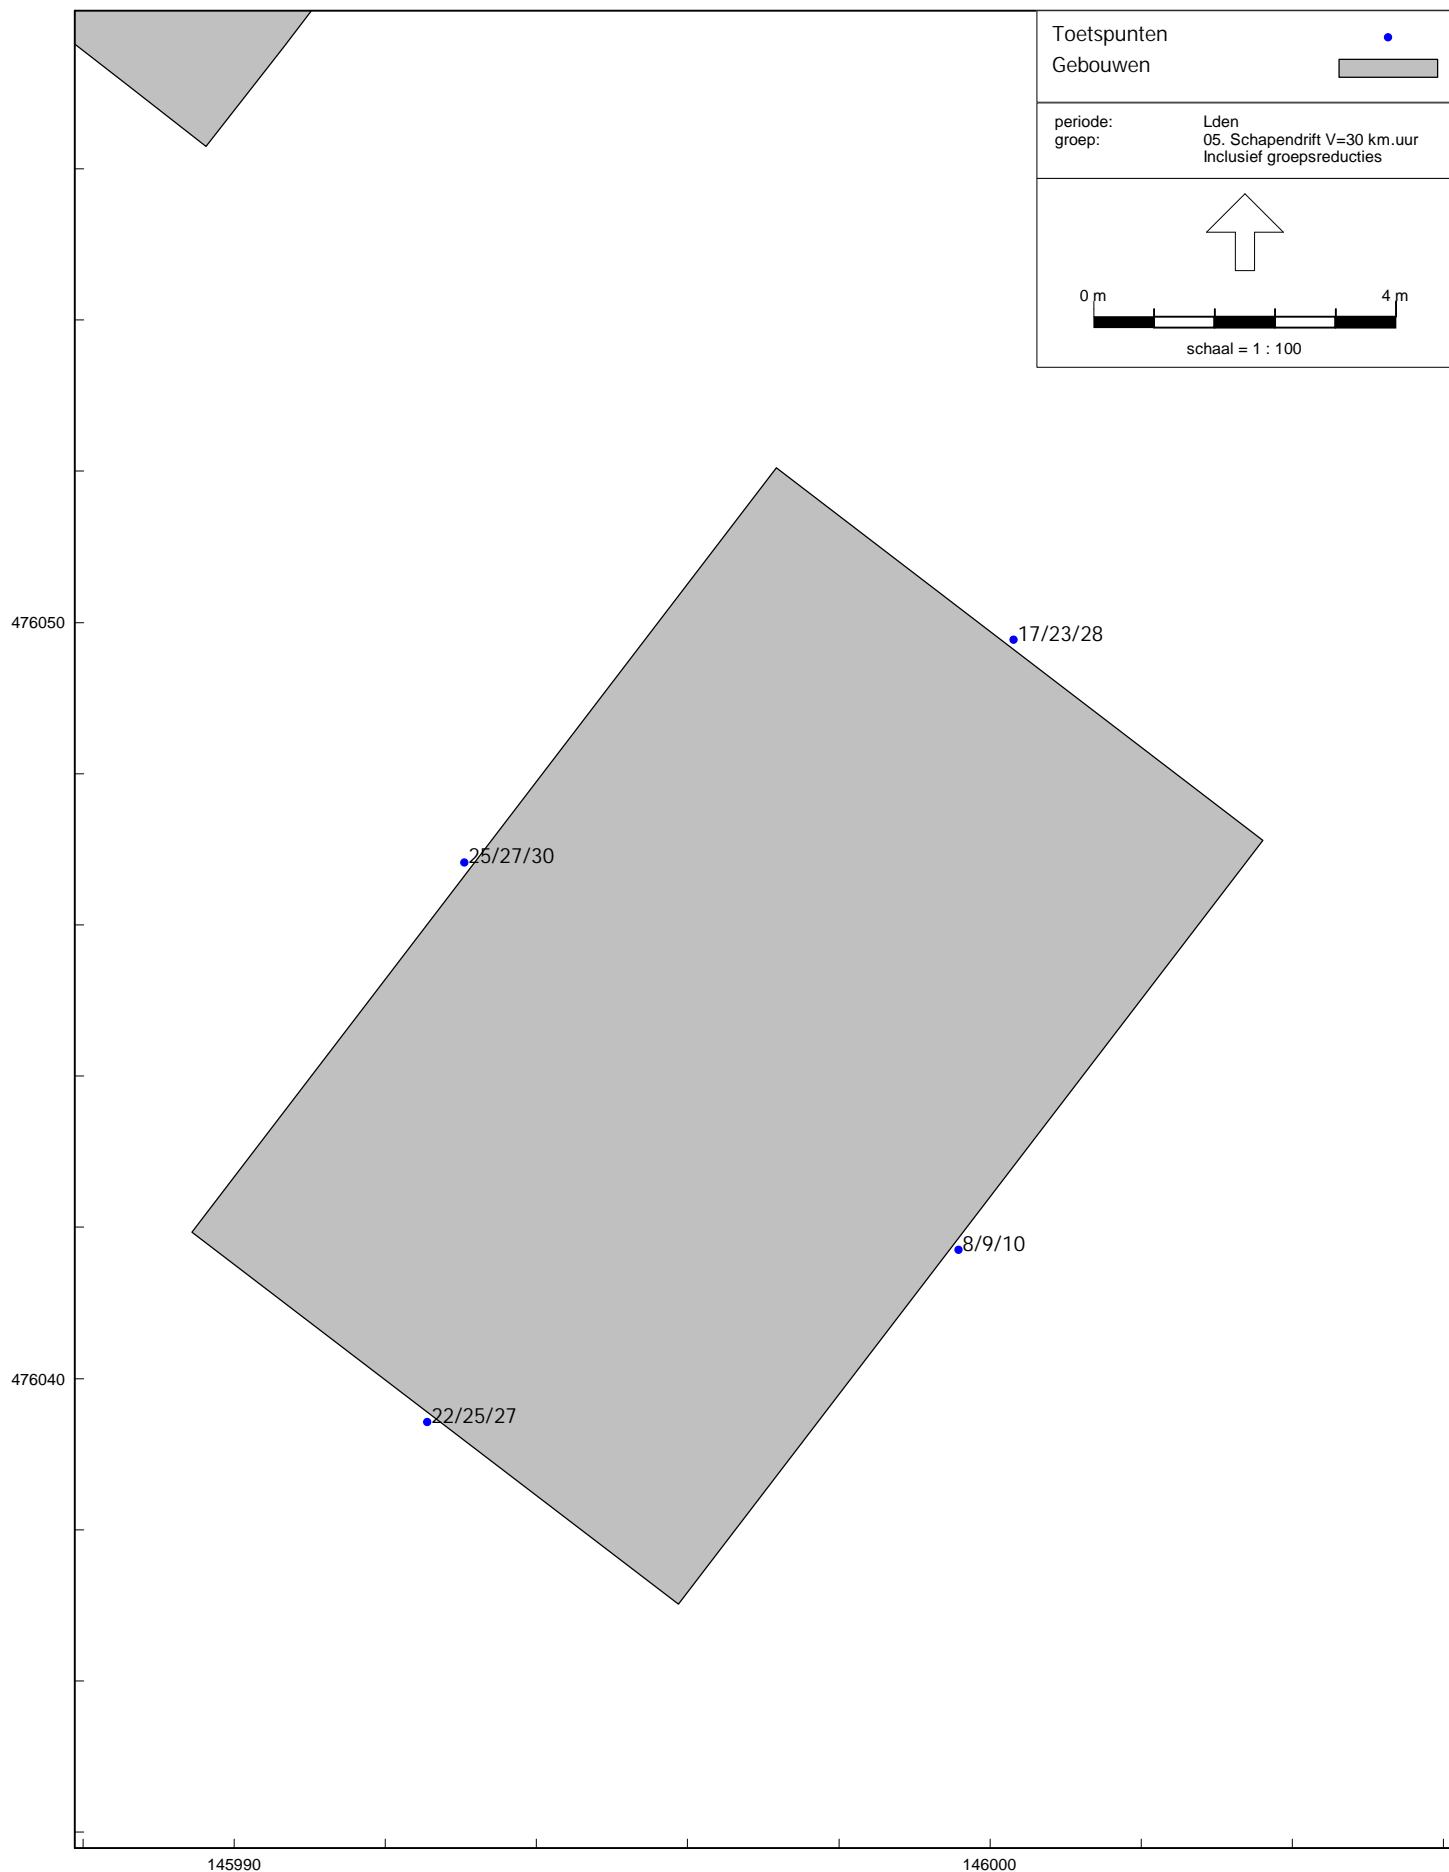 Toetspunten
Gebouwen
periode: Lden
groep: 05. Schapendrift V=30 km.uur
Inclusief groepsreducties
0 m 4 m
schaal = 1 : 100
476050
17/23/28
25/27/30
8/9/10
476040
22/25/27
145990 146000